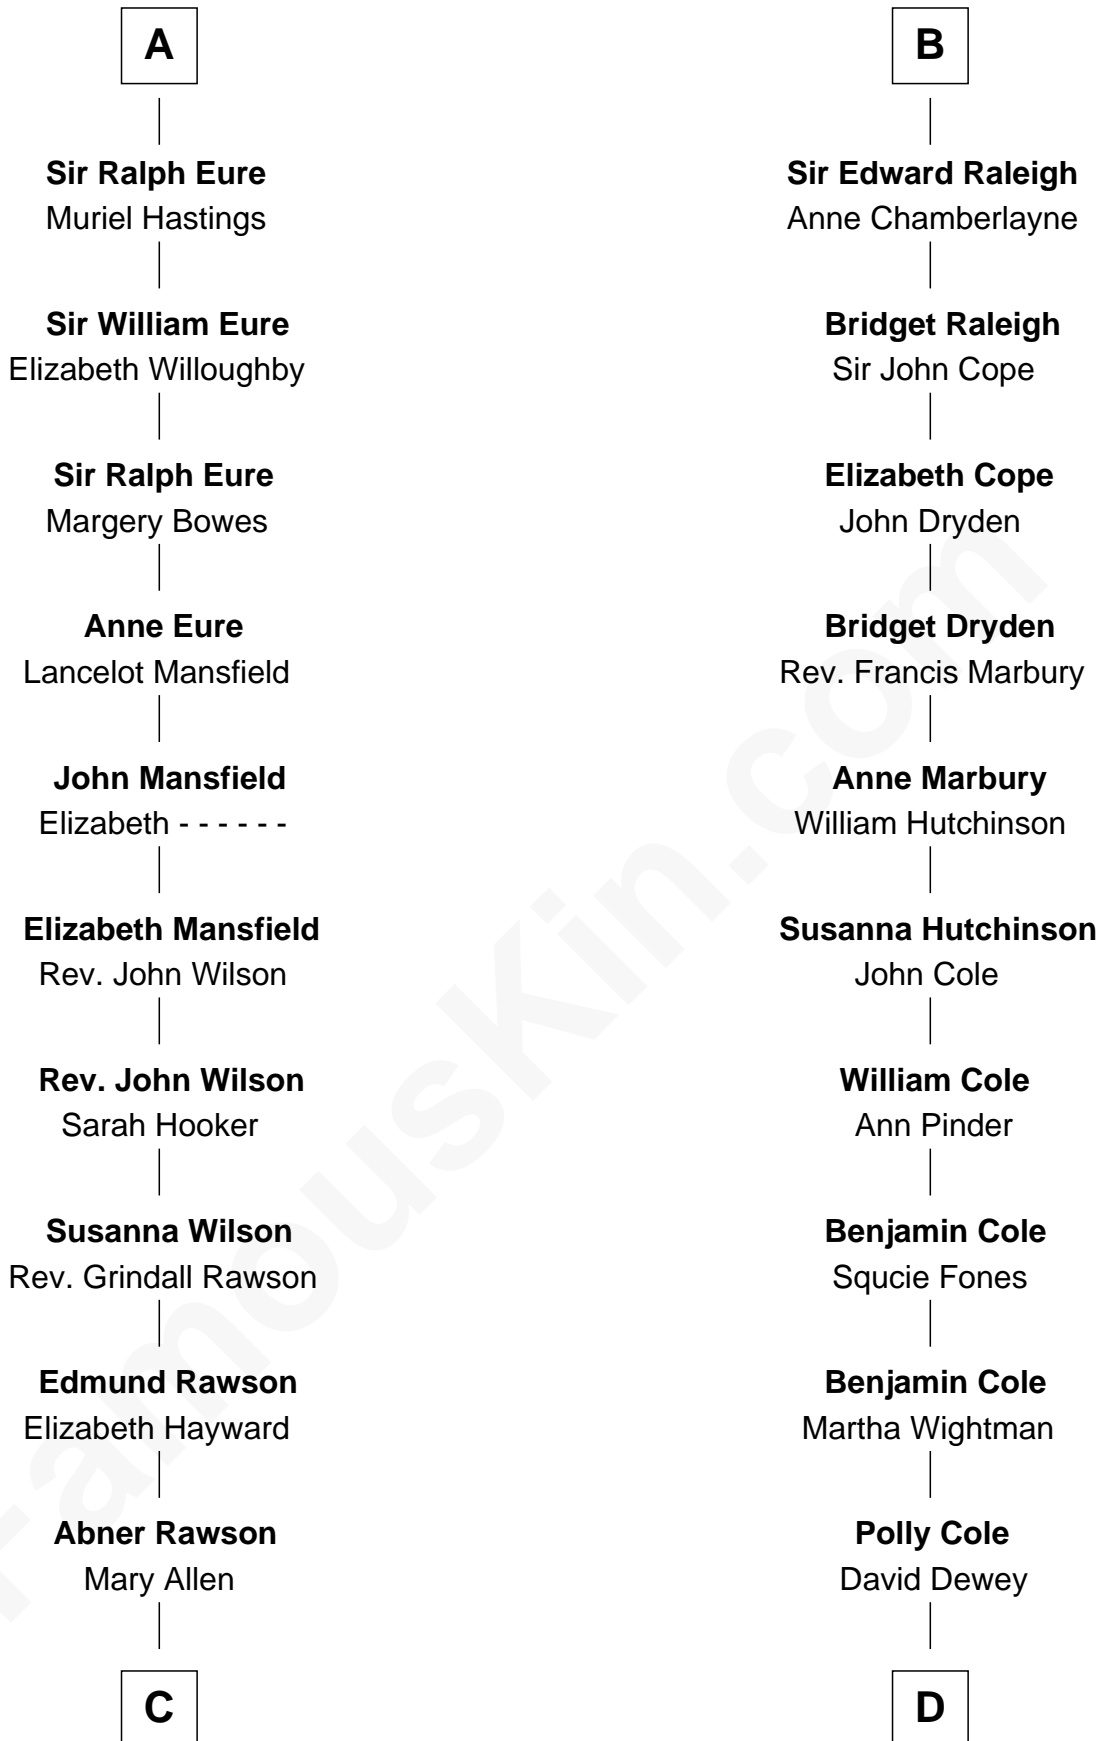 A
Sir Ralph Eure
Muriel Hastings
Sir William Eure
Elizabeth Willoughby
Sir Ralph Eure
Margery Bowes
Anne Eure
Lancelot Mansfield
John Mansfield
Elizabeth - - - - - -
Elizabeth Mansfield
Rev. John Wilson
Rev. John Wilson
Sarah Hooker
Susanna Wilson
Rev. Grindall Rawson
Edmund Rawson
Elizabeth Hayward
Abner Rawson
Mary Allen
C
B
Sir Edward Raleigh
Anne Chamberlayne
Bridget Raleigh
Sir John Cope
Elizabeth Cope
John Dryden
Bridget Dryden
Rev. Francis Marbury
Anne Marbury
William Hutchinson
Susanna Hutchinson
John Cole
William Cole
Ann Pinder
Benjamin Cole
Squcie Fones
Benjamin Cole
Martha Wightman
Polly Cole
David Dewey
D
FamousKin.com